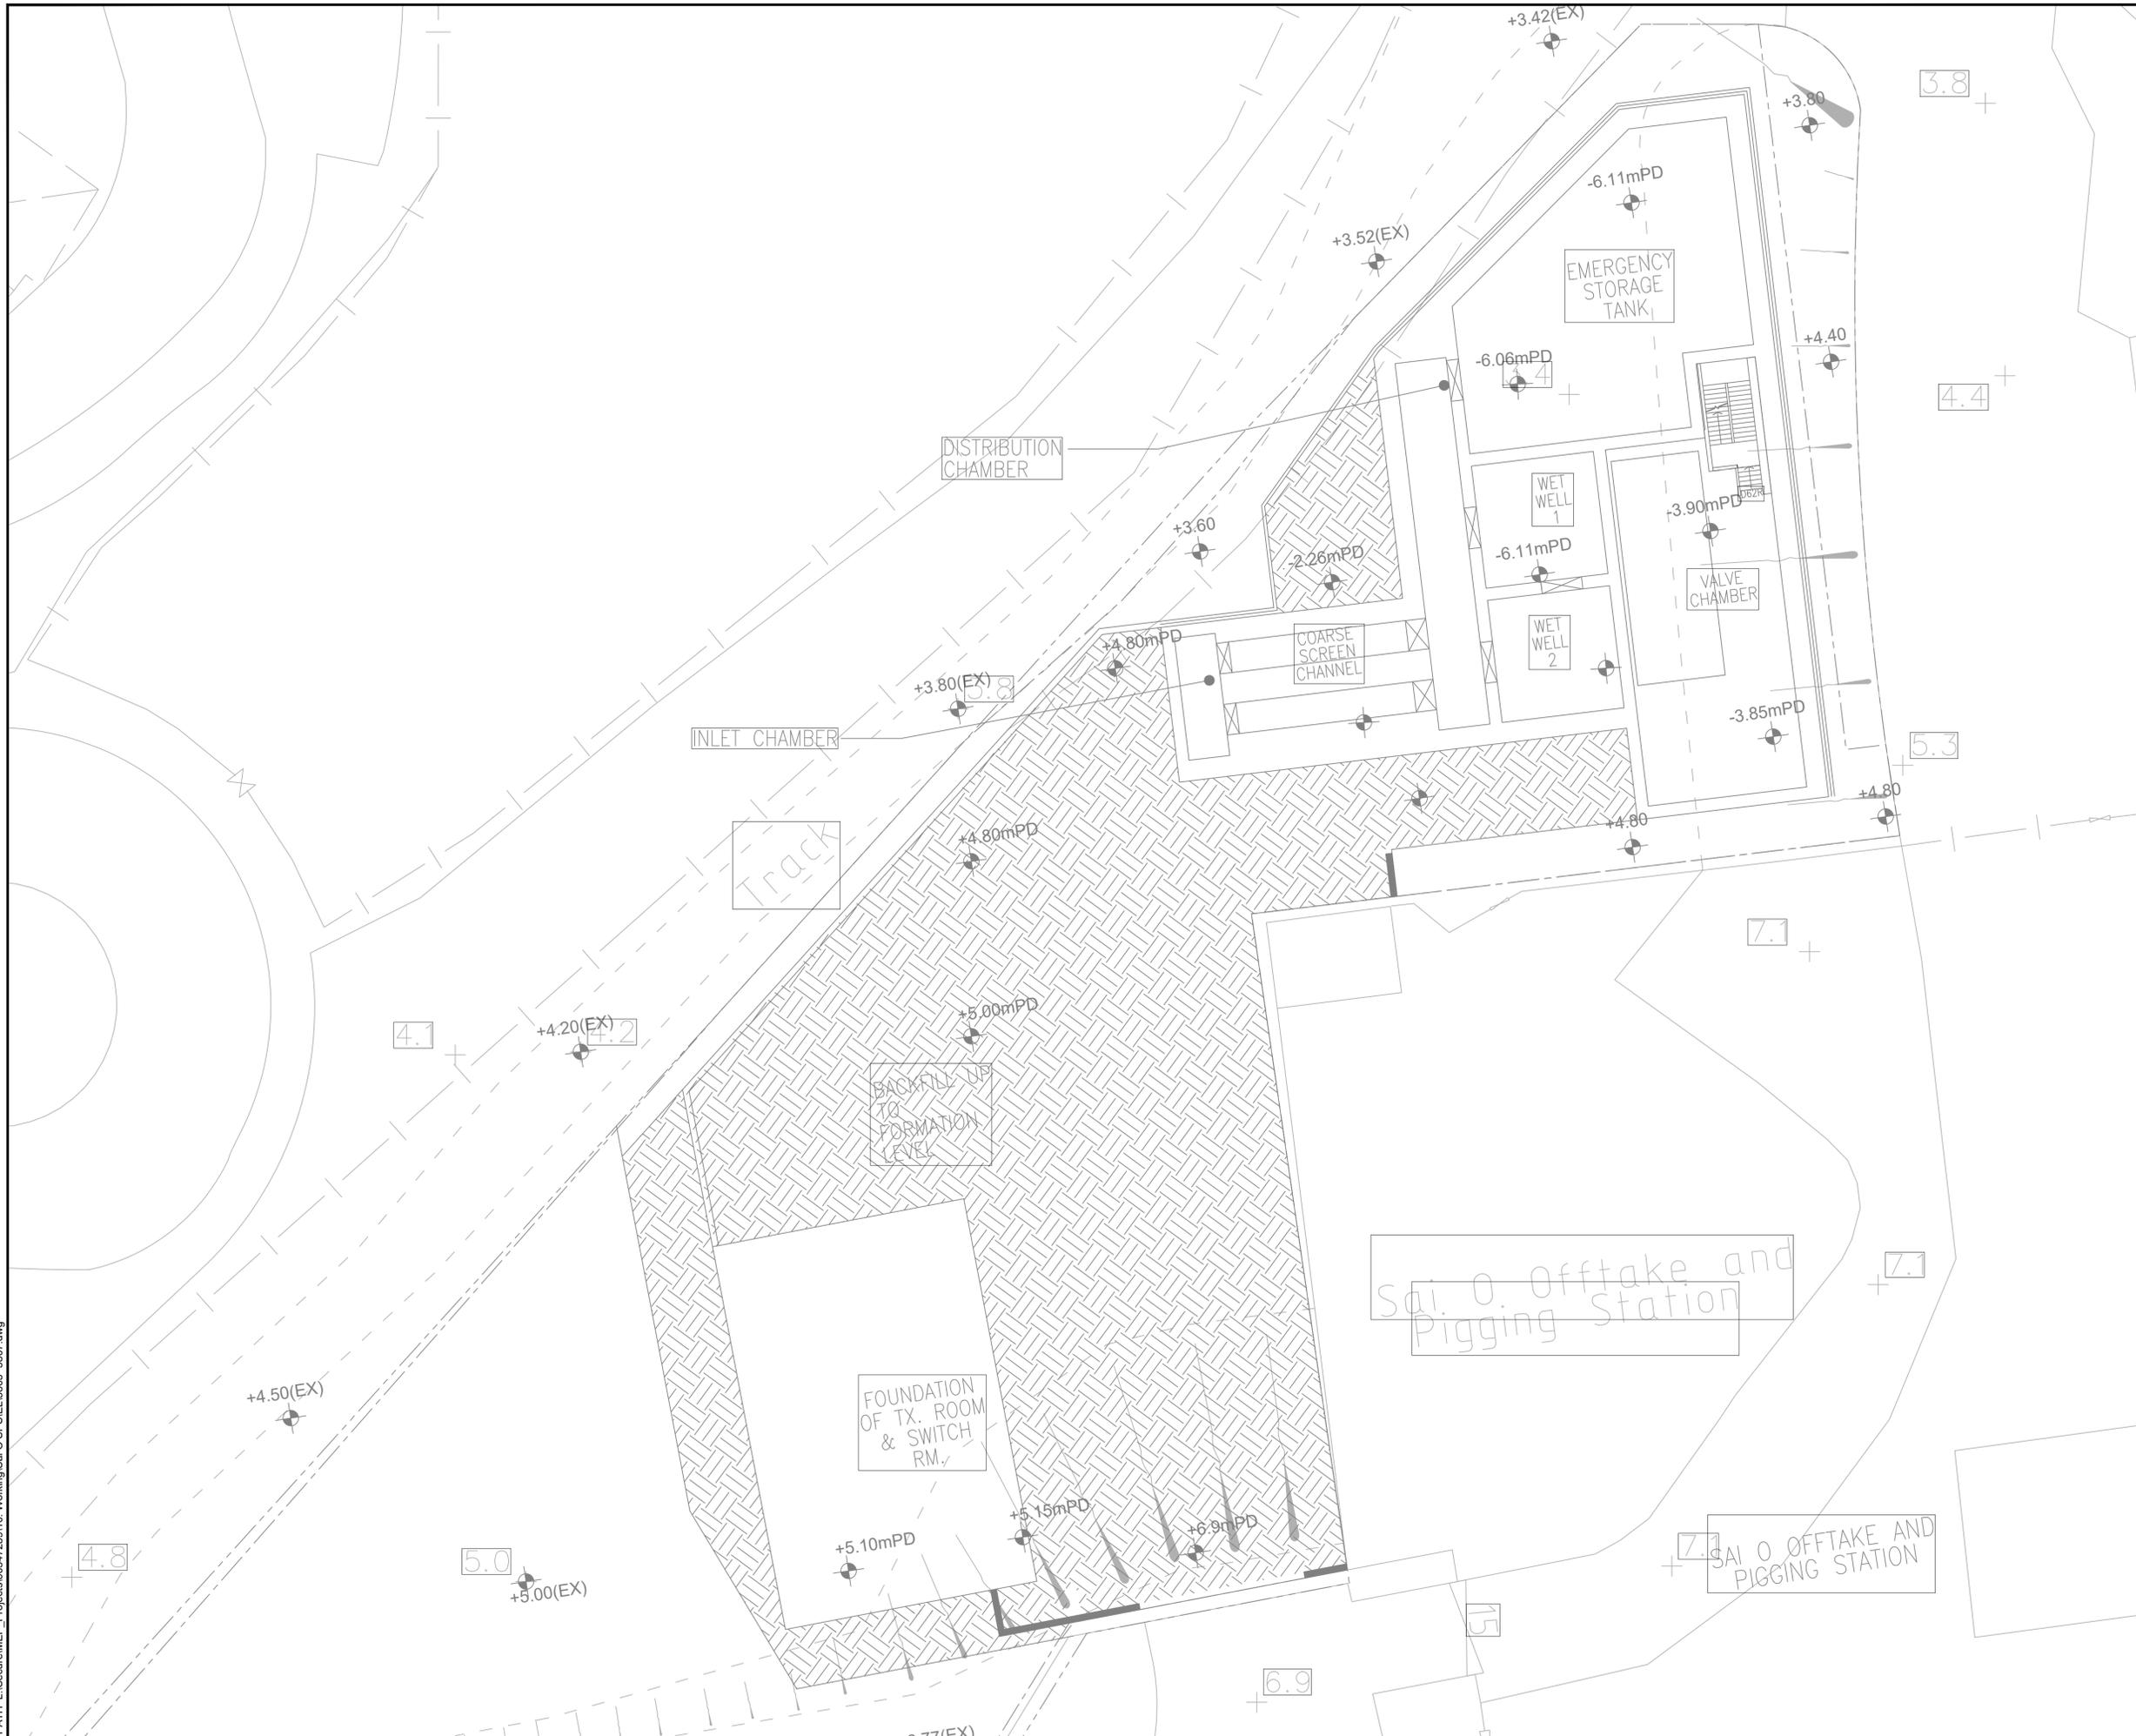 +3.42(EX)
+3.80
3.8
-6.11mPD
+3.52(EX)
EMERGENCY
STORAGE
TANK
+4.40
-6.06mPD
4.4
DISTRIBUTION
CHAMBER
WET
WELL
1
-3.90mPD
+3.60
-6.11mPD
-2.26mPD
VALVE
CHAMBER
+4.80mPD
COARSE
SCREEN
CHANNEL
WET
WELL
2
+3.80(EX)
3.8
-3.85mPD
INLET CHAMBER
5.3
+4.80
+4.80
Track
+4.80mPD
7.1
+5.00mPD
4.1
+4.20(EX)
4.2
BACKFILL UP
TO
FORMATION
LEVEL
7.1
Sai. O. Offtake and
Pigging Station
+4.50(EX)
FOUNDATION
OF TX. ROOM
& SWITCH
RM.
+5.15mPD
+6.9mPD
+5.10mPD
4.8
5.0
+5.00(EX)
7.1
SAI O OFFTAKE AND
PIGGING STATION
15
6.9